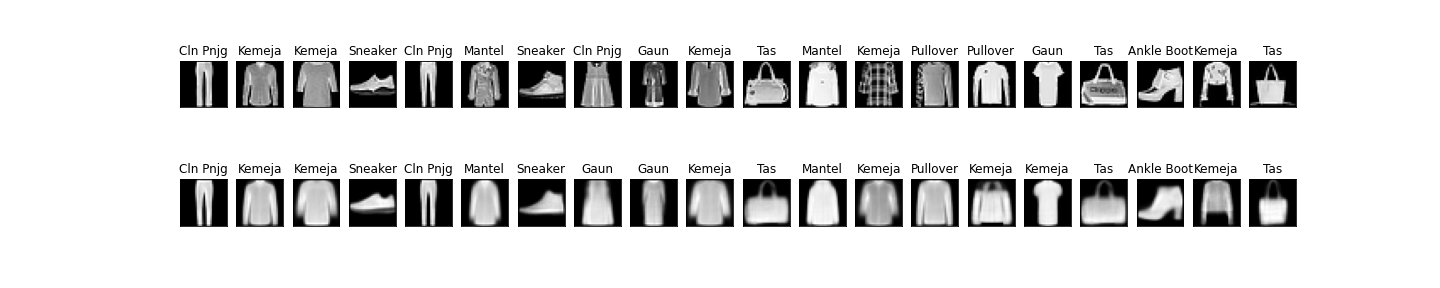 Cln Pnjg Kemeja Kemeja Sneaker Cln Pnjg Mantel Sneaker Cln Pnjg Gaun Kemeja Tas Mantel Kemeja Pullover Pullover Gaun Tas Ankle Boot Kemeja Tas
Cln Pnjg Kemeja Kemeja Sneaker Cln Pnjg Mantel Sneaker Gaun Gaun Kemeja Tas Mantel Kemeja Pullover Kemeja Kemeja Tas Ankle Boot Kemeja Tas